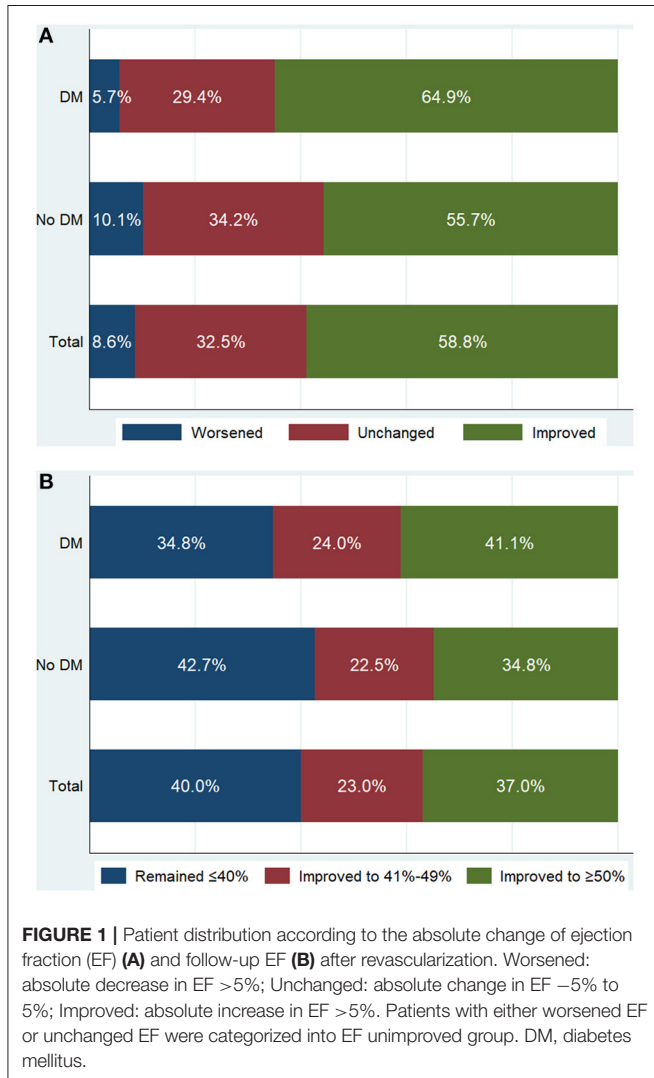 A
DM
5.7%
29.4%
64.9%
No DM
10.1%
34.2%
55.7%
Total
8.6%
32.5%
58.8%
Worsened
Unchanged
Improved
B
DM
34.8%
24.0%
41.1%
No DM
42.7%
22.5%
34.8%
Total
40.0%
23.0%
37.0%
Remained ≤40%
Improved to 41%-49%
Improved to ≥50%
FIGURE 1 | Patient distribution according to the absolute change of ejection
fraction (EF) (A) and follow-up EF (B) after revascularization. Worsened:
absolute decrease in EF >5%; Unchanged: absolute change in EF −5% to
5%; Improved: absolute increase in EF >5%. Patients with either worsened EF
or unchanged EF were categorized into EF unimproved group. DM, diabetes
mellitus.